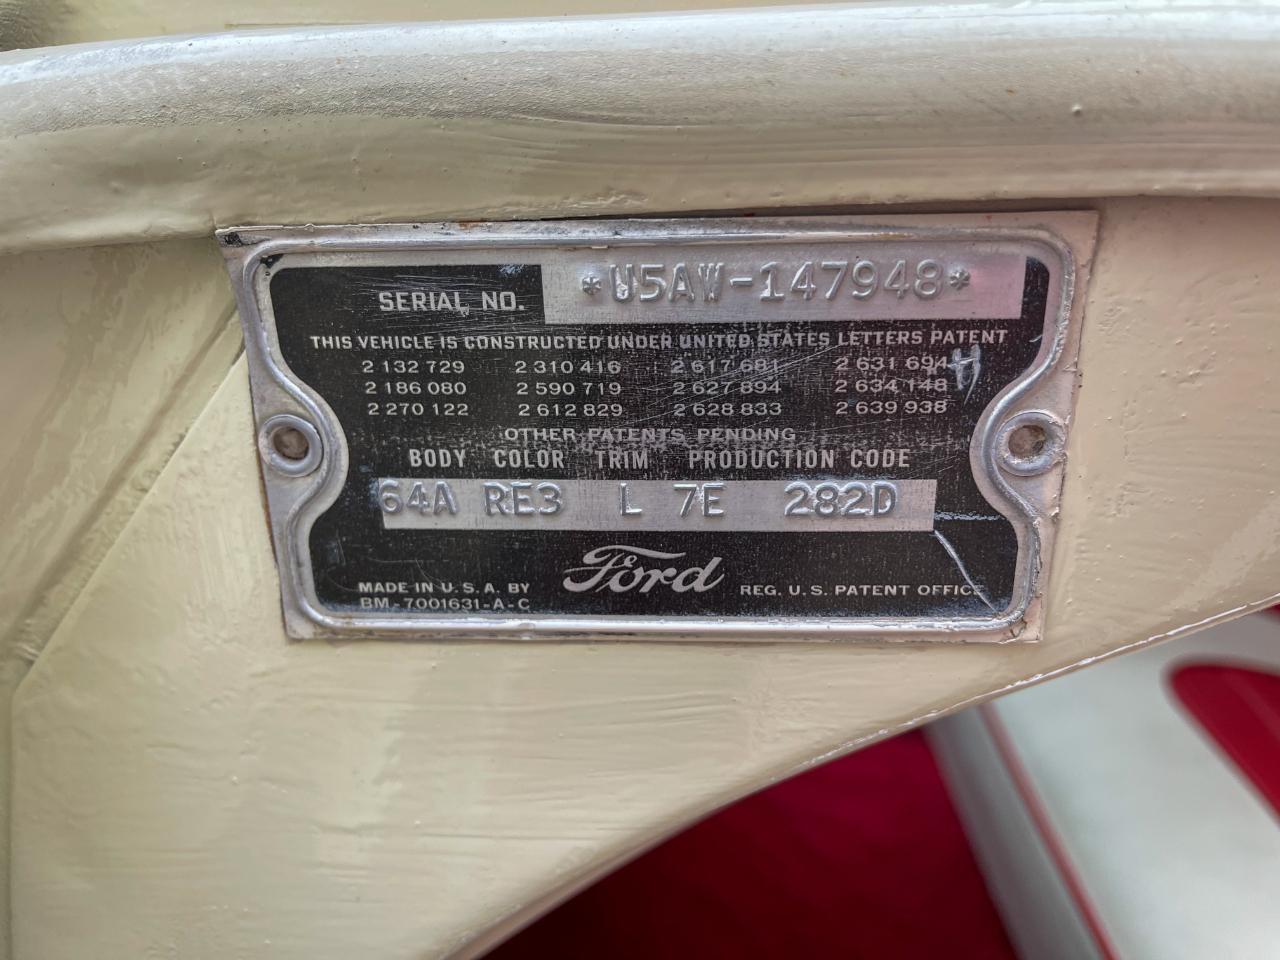 SERIAL NO. *U5AW-147948*
THIS VEHICLE IS CONSTRUCTED UNDER UNITED STATES LETTERS PATENT
2 132 729 2 310 416 2 617 681 2 631 694
2 186 080 2 590 719 2 627 894 2 634 148
2 270 122 2 612 829 2 628 833 2 639 938
OTHER PATENTS PENDING
BODY COLOR TRIM PRODUCTION CODE
64A RE3 L 7E 282D
MADE IN U.S.A. BY Ford REG. U.S. PATENT OFFICE
BM-7001631-A-C